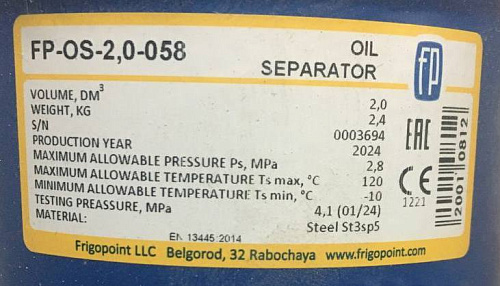 FP-OS-2,0-058
OIL SEPARATOR
fp
VOLUME, DM³ 2,0
WEIGHT, KG 2,4
S/N 0003694
PRODUCTION YEAR 2024
MAXIMUM ALLOWABLE PRESSURE Ps, MPa 2,8
MAXIMUM ALLOWABLE TEMPERATURE Ts max, °C 120
MINIMUM ALLOWABLE TEMPERATURE Ts min, °C -10
TESTING PREASSURE, MPa 4,1 (01/24)
MATERIAL: Steel St3sp5
EN 13445:2014
EAC
CE
1221
2001 0812
Frigopoint LLC Belgorod, 32 Rabochaya www.frigopoint.com